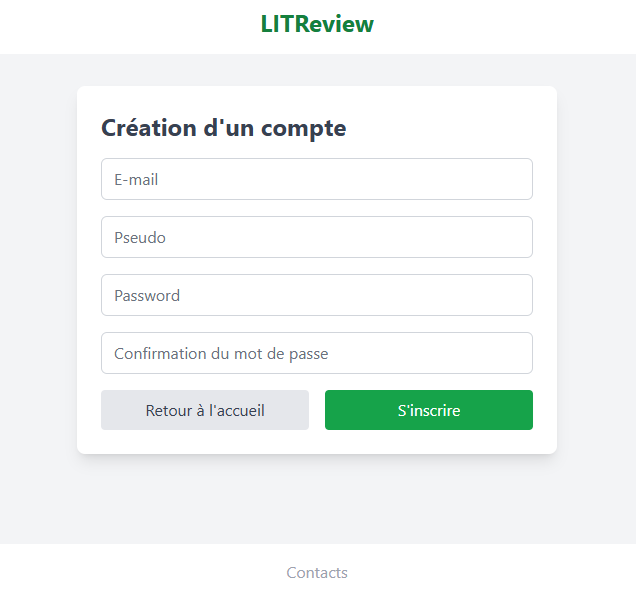 LITReview
Création d'un compte
E-mail
Pseudo
Password
Confirmation du mot de passe
Retour à l'accueil
S'inscrire
Contacts